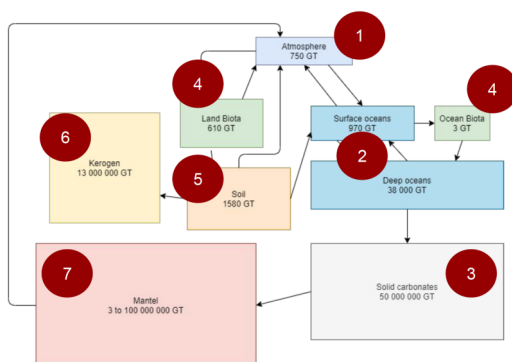 1
Atmosphere
750 GT
4
Land Biota
610 GT
Surface oceans
970 GT
4
Ocean Biota
3 GT
6
Kerogen
13 000 000 GT
5
Soil
1580 GT
2
Deep oceans
38 000 GT
7
Mantel
3 to 100 000 000 GT
3
Solid carbonates
50 000 000 GT